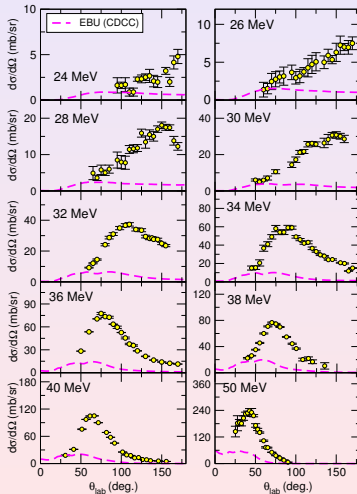 EBU (CDCC)
10
5
0
24 MeV
10
5
0
26 MeV
dσ/dΩ (mb/sr)
20
10
0
28 MeV
40
20
0
30 MeV
dσ/dΩ (mb/sr)
40
20
0
32 MeV
80
60
40
20
0
34 MeV
dσ/dΩ (mb/sr)
90
60
30
0
36 MeV
120
80
40
0
38 MeV
dσ/dΩ (mb/sr)
180
120
60
0
40 MeV
360
240
120
0
50 MeV
0 50 100 150
0 50 100 150
θlab (deg.)
θlab (deg.)